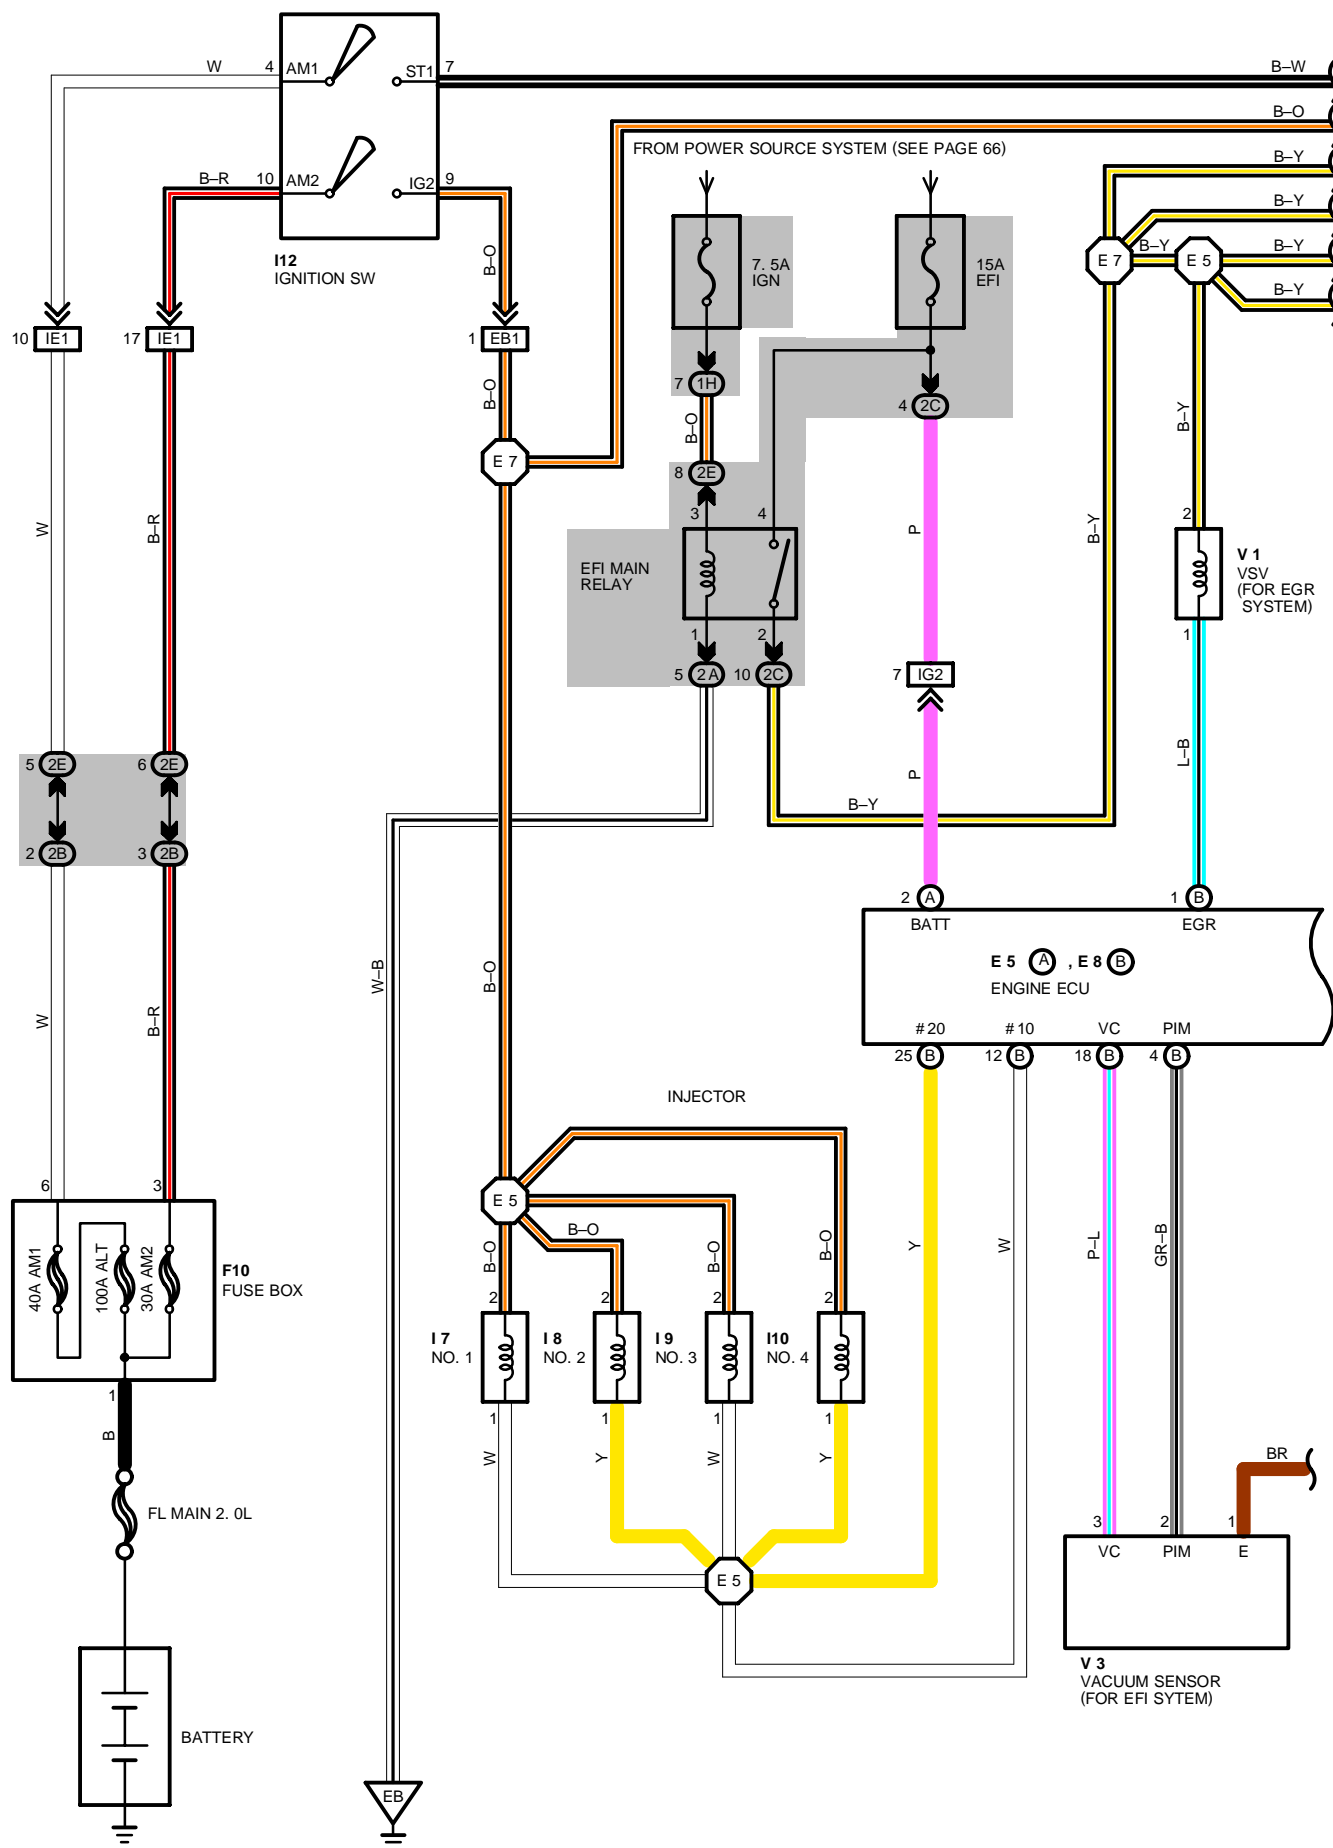 W
4
AM1
ST1
7
B–W
B–O
FROM POWER SOURCE SYSTEM (SEE PAGE 66)
B–Y
B–R
10
AM2
IG2
9
B–Y
B–O
E 7
B–Y
E 5
B–Y
I12
IGNITION SW
7. 5A
IGN
15A
EFI
B–Y
10
IE1
17
IE1
1
EB1
7
1H
4
2C
B–O
B–O
B–Y
E 7
8
2E
3
4
2
W
B–R
P
B–Y
EFI MAIN
RELAY
V 1
VSV
(FOR EGR
SYSTEM)
1
2
1
5
2A
10
2C
7
IG2
5
2E
6
2E
P
L–B
B–Y
2
2B
3
2B
2
A
1
B
BATT
EGR
W–B
B–O
E 5
A
, E 8
B
ENGINE ECU
W
B–R
#20
#10
VC
PIM
25
B
12
B
18
B
4
B
INJECTOR
6
3
E 5
B–O
B–O
B–O
B–O
Y
W
P–L
GR–B
40A AM1
100A ALT
30A AM2
F10
FUSE BOX
2
2
2
2
I 7
NO. 1
I 8
NO. 2
I 9
NO. 3
I10
NO. 4
1
1
1
1
1
B
W
Y
W
Y
BR
FL MAIN 2. 0L
3
2
1
VC
PIM
E
E 5
V 3
VACUUM SENSOR
(FOR EFI SYTEM)
BATTERY
EB